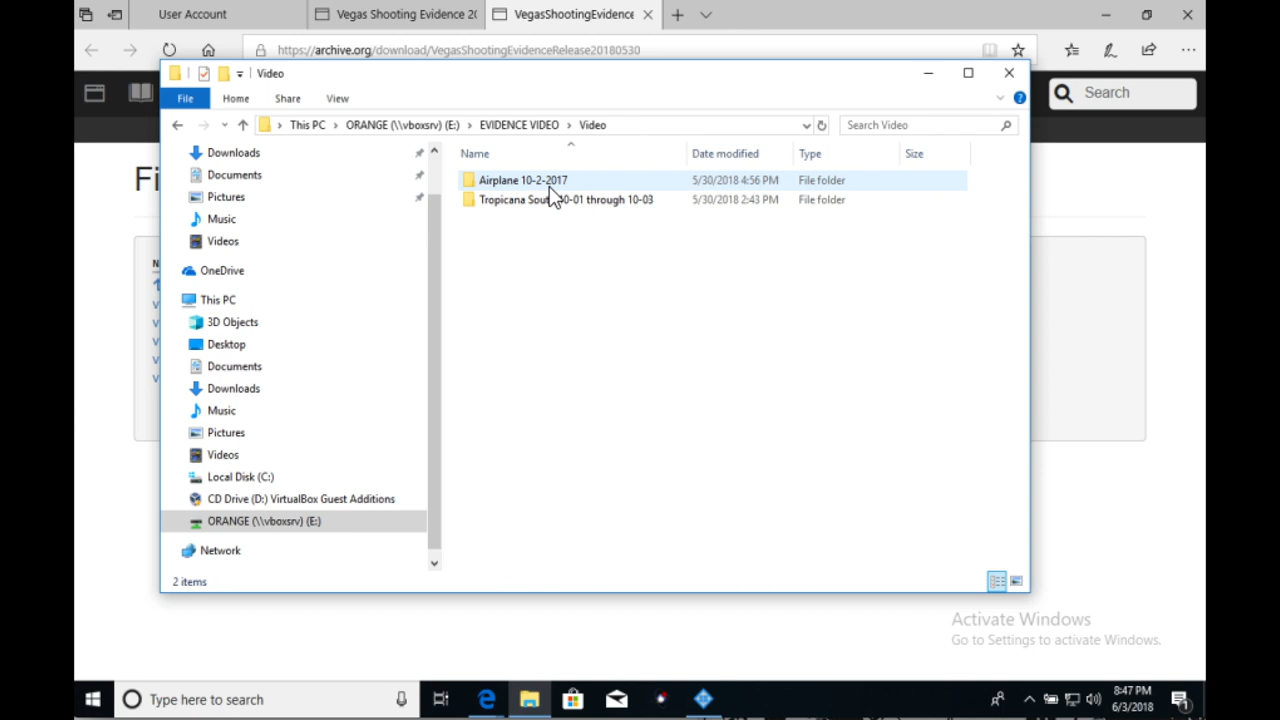 User Account
Vegas Shooting Evidence 20
VegasShootingEvidence
https://archive.org/download/VegasShootingEvidenceRelease20180530
Video
File
Home
Share
View
Search
This PC
ORANGE (\\vboxsrv) (E:)
EVIDENCE VIDEO
Video
Search Video
Downloads
Documents
Pictures
Music
Videos
OneDrive
This PC
3D Objects
Desktop
Documents
Downloads
Music
Pictures
Videos
Local Disk (C:)
CD Drive (D:) VirtualBox Guest Additions
ORANGE (\\vboxsrv) (E:)
Network
Name
Date modified
Type
Size
Airplane 10-2-2017
5/30/2018 4:56 PM
File folder
Tropicana Sou 10-01 through 10-03
5/30/2018 2:43 PM
File folder
Fi
N
v
v
v
v
v
2 items
Activate Windows
Go to Settings to activate Windows.
Type here to search
8:47 PM
6/3/2018
1